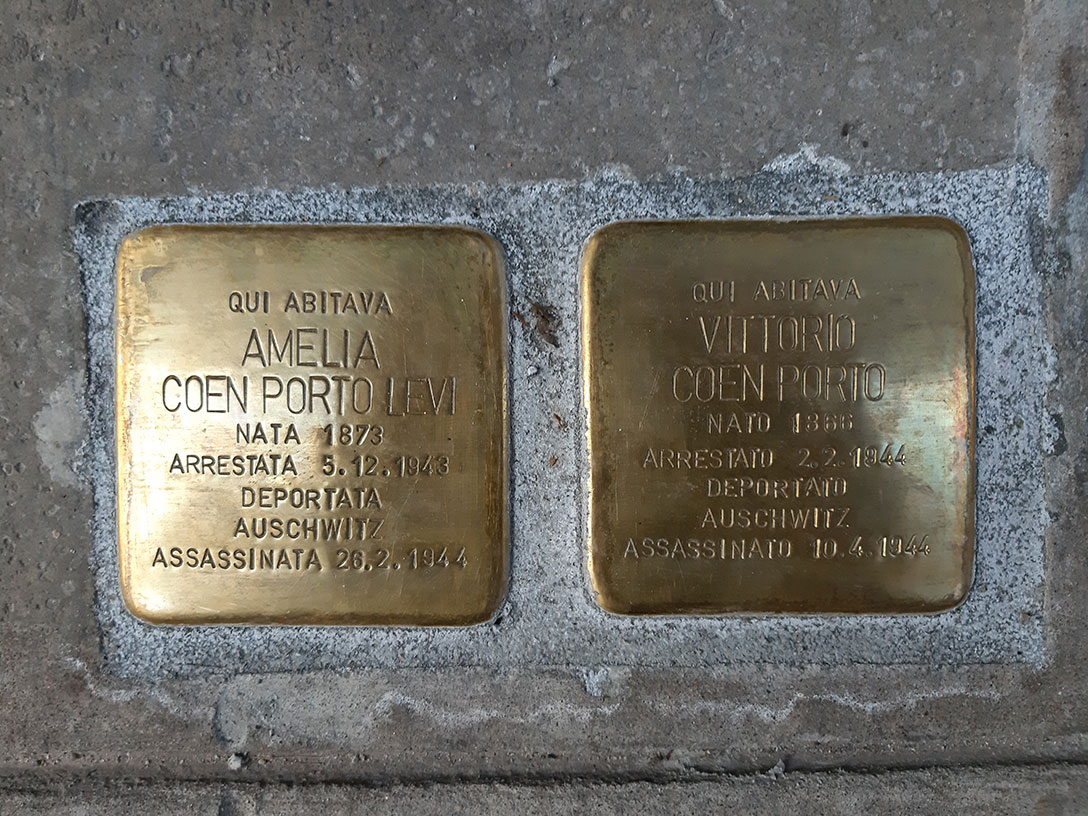 QUI ABITAVA
AMELIA
COEN PORTO LEVI
NATA 1873
ARRESTATA 5.12.1943
DEPORTATA
AUSCHWITZ
ASSASSINATA 26.2.1944
QUI ABITAVA
VITTORIO
COEN PORTO
NATO 1866
ARRESTATO 2.2.1944
DEPORTATO
AUSCHWITZ
ASSASSINATO 10.4.1944